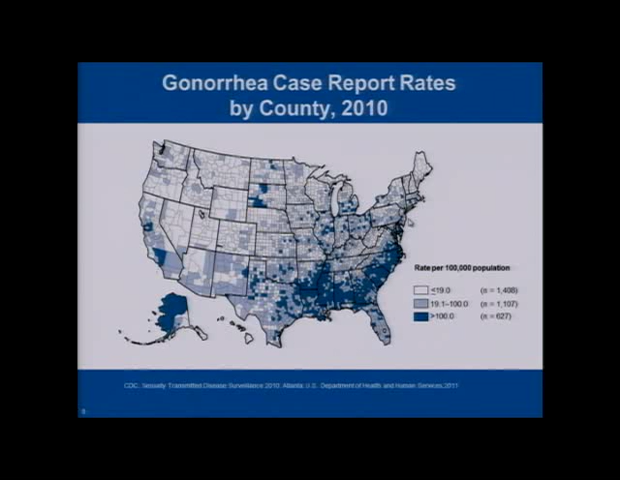 Gonorrhea Case Report Rates
by County, 2010
Rate per 100,000 population
≤19.0 (n = 1,408)
19.1–100.0 (n = 1,107)
>100.0 (n = 627)
CDC. Sexually Transmitted Disease Surveillance 2010. Atlanta: U.S. Department of Health and Human Services, 2011